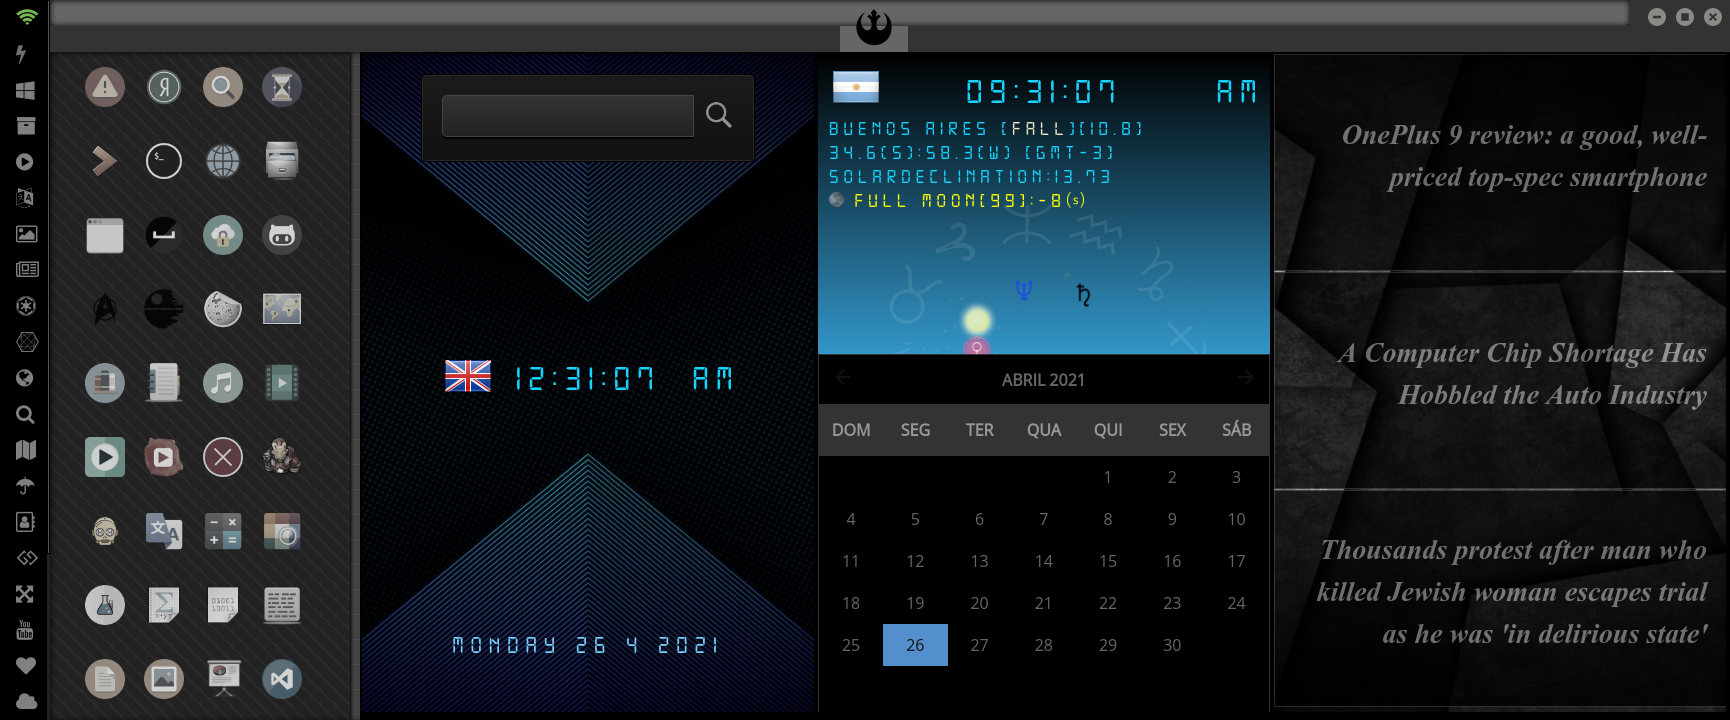 09:31:07 AM
BUENOS AIRES [FALL][10.8]
34.6(S):58.3(W) [GMT-3]
SOLARDECLINATION:13.73
FULL MOON[99]:-8(s)
12:31:07 AM
MONDAY 26 4 2021
ABRIL 2021
DOM SEG TER QUA QUI SEX SÁB
1 2 3
4 5 6 7 8 9 10
11 12 13 14 15 16 17
18 19 20 21 22 23 24
25 26 27 28 29 30
OnePlus 9 review: a good, well-
priced top-spec smartphone
A Computer Chip Shortage Has
Hobbled the Auto Industry
Thousands protest after man who
killed Jewish woman escapes trial
as he was 'in delirious state'
You
Tube
Я
$_
文
A
01001
10011
Σ
x+y